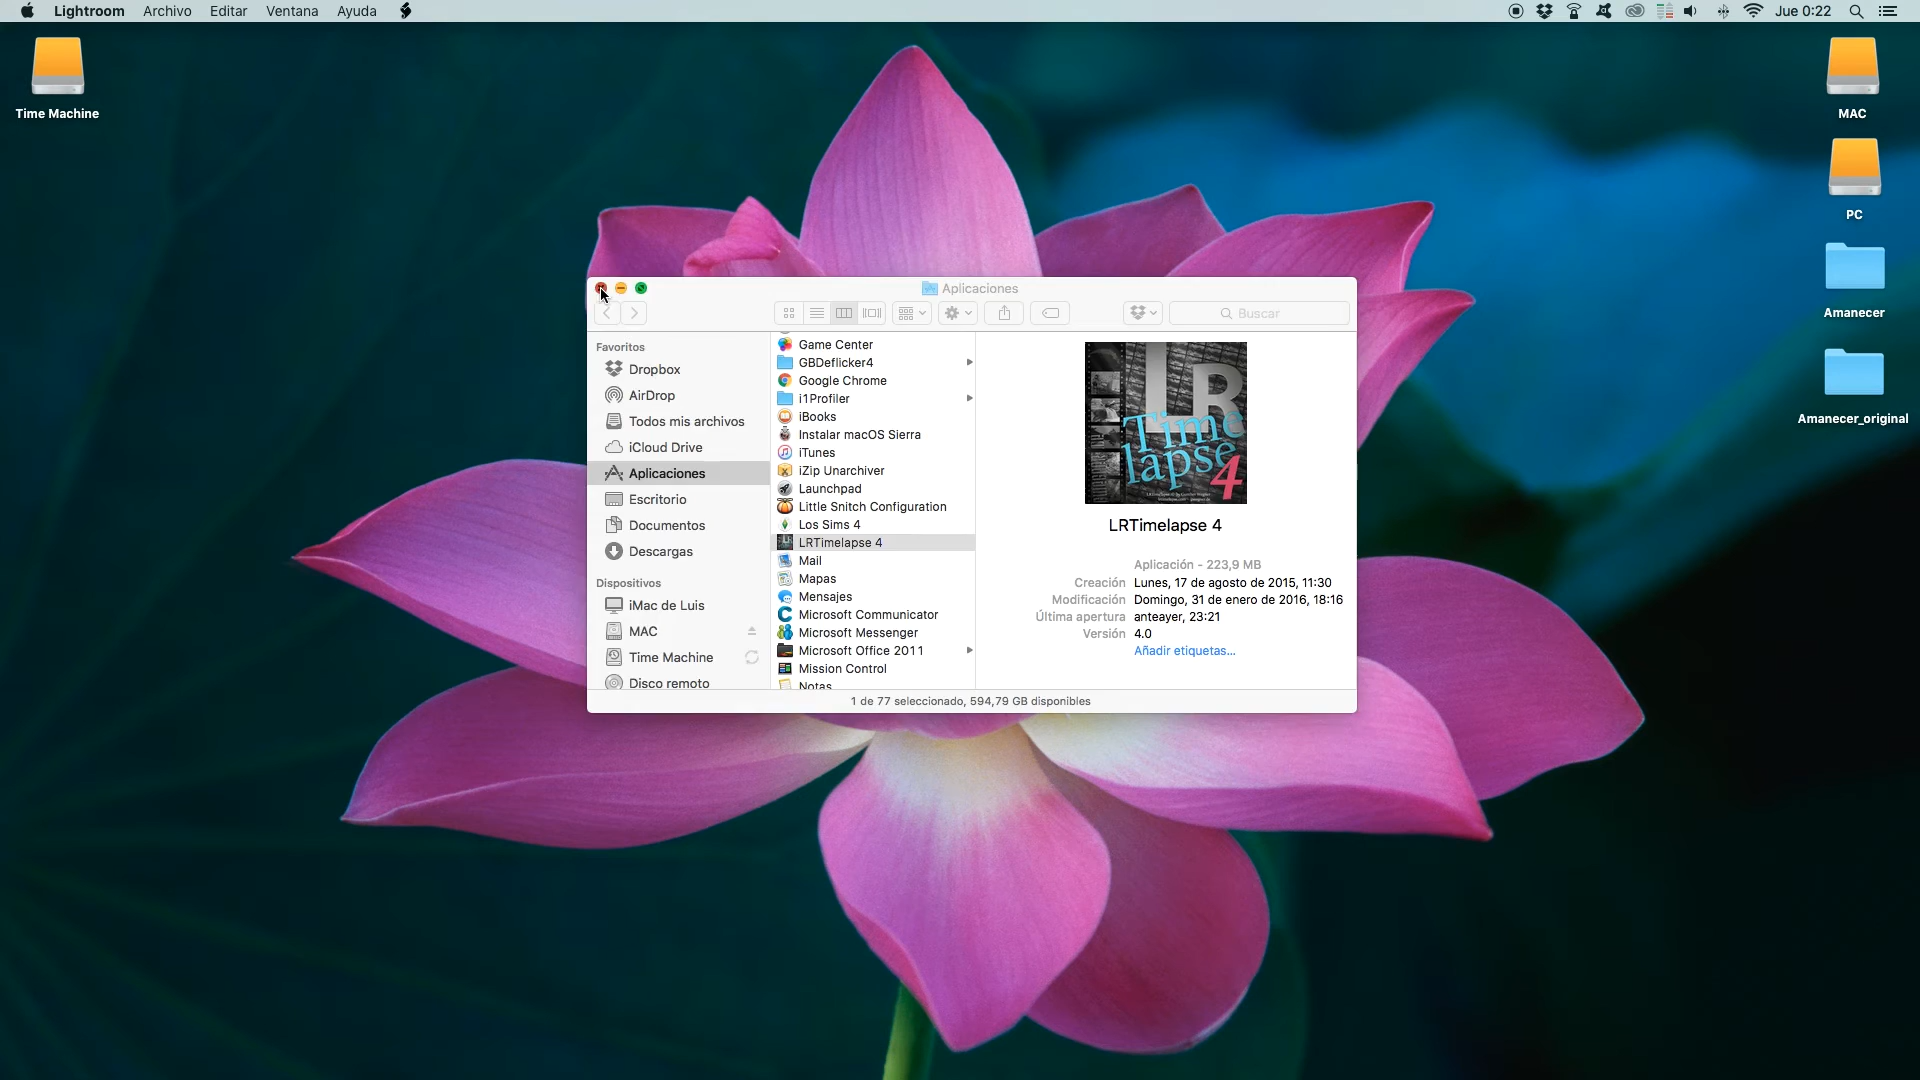 Lightroom Archivo Editar Ventana Ayuda
Jue 0:22
Time Machine
MAC
PC
Amanecer
Amanecer_original
Aplicaciones
Buscar
Favoritos
Dropbox
AirDrop
Todos mis archivos
iCloud Drive
Aplicaciones
Escritorio
Documentos
Descargas
Dispositivos
iMac de Luis
MAC
Time Machine
Disco remoto
Game Center
GBDeflicker4
Google Chrome
i1Profiler
iBooks
Instalar macOS Sierra
iTunes
iZip Unarchiver
Launchpad
Little Snitch Configuration
Los Sims 4
LRTimelapse 4
Mail
Mapas
Mensajes
Microsoft Communicator
Microsoft Messenger
Microsoft Office 2011
Mission Control
Notas
LR
Time
lapse
4
LRTimelapse 4
Aplicación - 223,9 MB
Creación Lunes, 17 de agosto de 2015, 11:30
Modificación Domingo, 31 de enero de 2016, 18:16
Última apertura anteayer, 23:21
Versión 4.0
Añadir etiquetas...
1 de 77 seleccionado, 594,79 GB disponibles